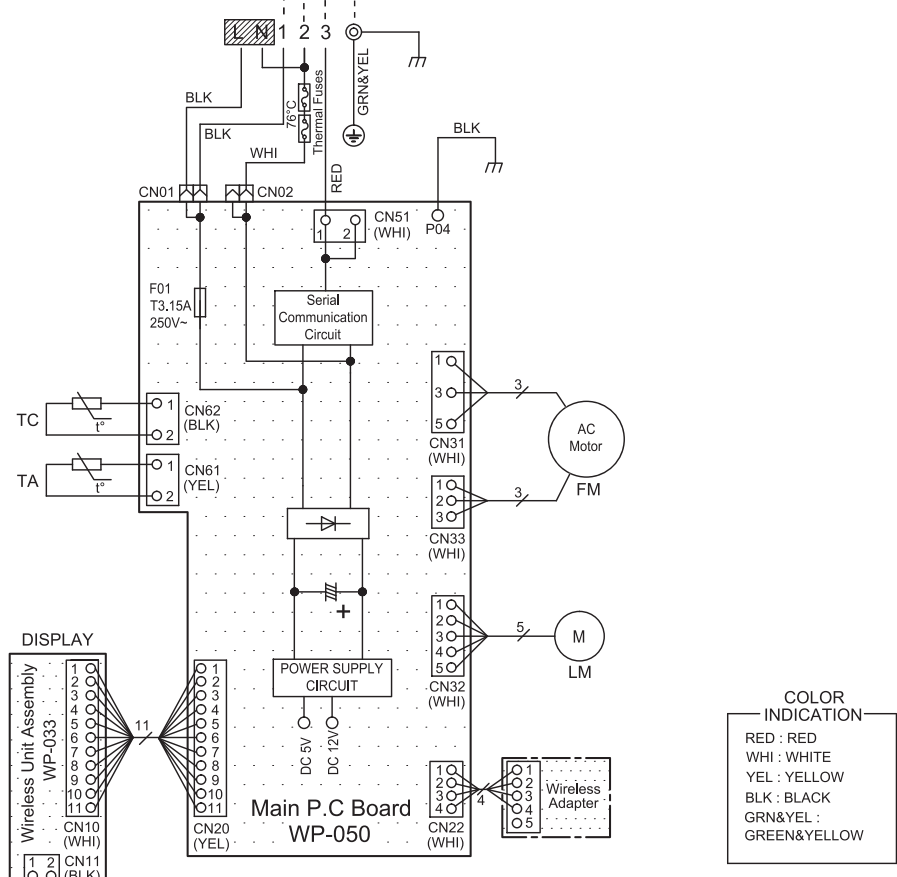 L N 1 2 3
BLK
BLK
WHI
76°C
Thermal Fuses
GRN&YEL
RED
BLK
CN01
CN02
CN51
(WHI)
1 2
P04
F01
T3.15A
250V~
Serial
Communication
Circuit
TC
t°
1
2
CN62
(BLK)
TA
t°
1
2
CN61
(YEL)
1
3
5
CN31
(WHI)
3
AC
Motor
FM
1
2
3
CN33
(WHI)
3
+
1
2
3
4
5
CN32
(WHI)
5
M
LM
POWER SUPPLY
CIRCUIT
DC 5V
DC 12V
DISPLAY
Wireless Unit Assembly
WP-033
1
2
3
4
5
6
7
8
9
10
11
CN10
(WHI)
1 2
CN11
(BLK)
11
1
2
3
4
5
6
7
8
9
10
11
CN20
(YEL)
Main P.C Board
WP-050
1
2
3
4
CN22
(WHI)
4
1
2
3
4
5
Wireless
Adapter
COLOR
INDICATION
RED : RED
WHI : WHITE
YEL : YELLOW
BLK : BLACK
GRN&YEL :
GREEN&YELLOW